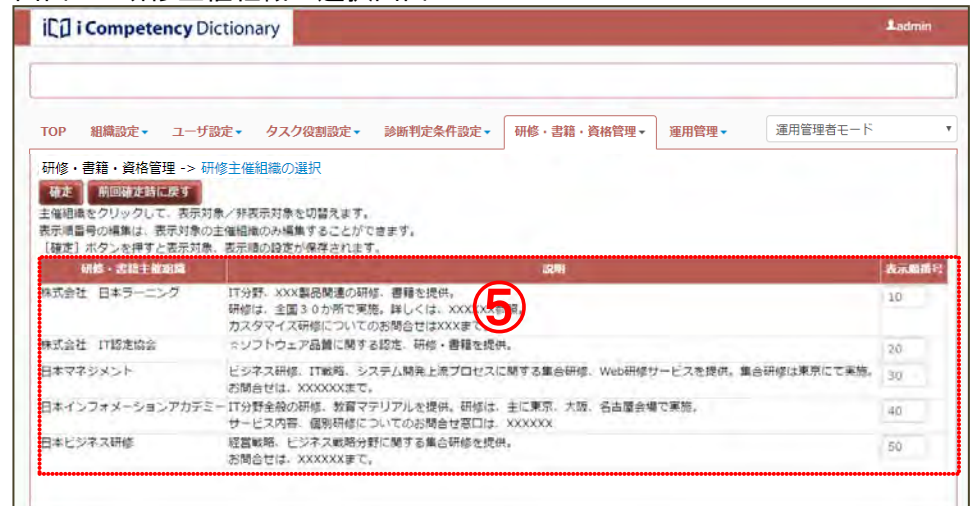 i Competency Dictionary
admin
TOP 組織設定 ユーザ設定 タスク役割設定 診断判定条件設定 研修・書籍・資格管理 運用管理 運用管理者モード
研修・書籍・資格管理 -> 研修主催組織の選択
確定 前回確定時に戻す
主催組織をクリックして、表示対象／非表示対象を切替えます。
表示順番号の編集は、表示対象の主催組織のみ編集することができます。
［確定］ボタンを押すと表示対象、表示順の設定が保存されます。
研修・書籍主催組織 説明 表示順番号
株式会社 日本ラーニング IT分野、XXX製品関連の研修、書籍を提供。 10
研修は、全国３０か所で実施。詳しくは、XXX
カスタマイズ研修についてのお問合せはXXXまで
⑤
株式会社 IT認定協会 ☆ソフトウェア品質に関する認定、研修・書籍を提供。 20
日本マネジメント ビジネス研修、IT戦略、システム開発上流プロセスに関する集合研修、Web研修サービスを提供。集合研修は東京にて実施。 30
お問合せは、XXXXXXまで。
日本インフォメーションアカデミー IT分野全般の研修、教育マテリアルを提供。研修は、主に東京、大阪、名古屋会場で実施。 40
サービス内容、個別研修についてのお問合せ窓口は、XXXXXX
日本ビジネス研修 経営戦略、ビジネス戦略分野に関する集合研修を提供。 50
お問合せは、XXXXXXまで。